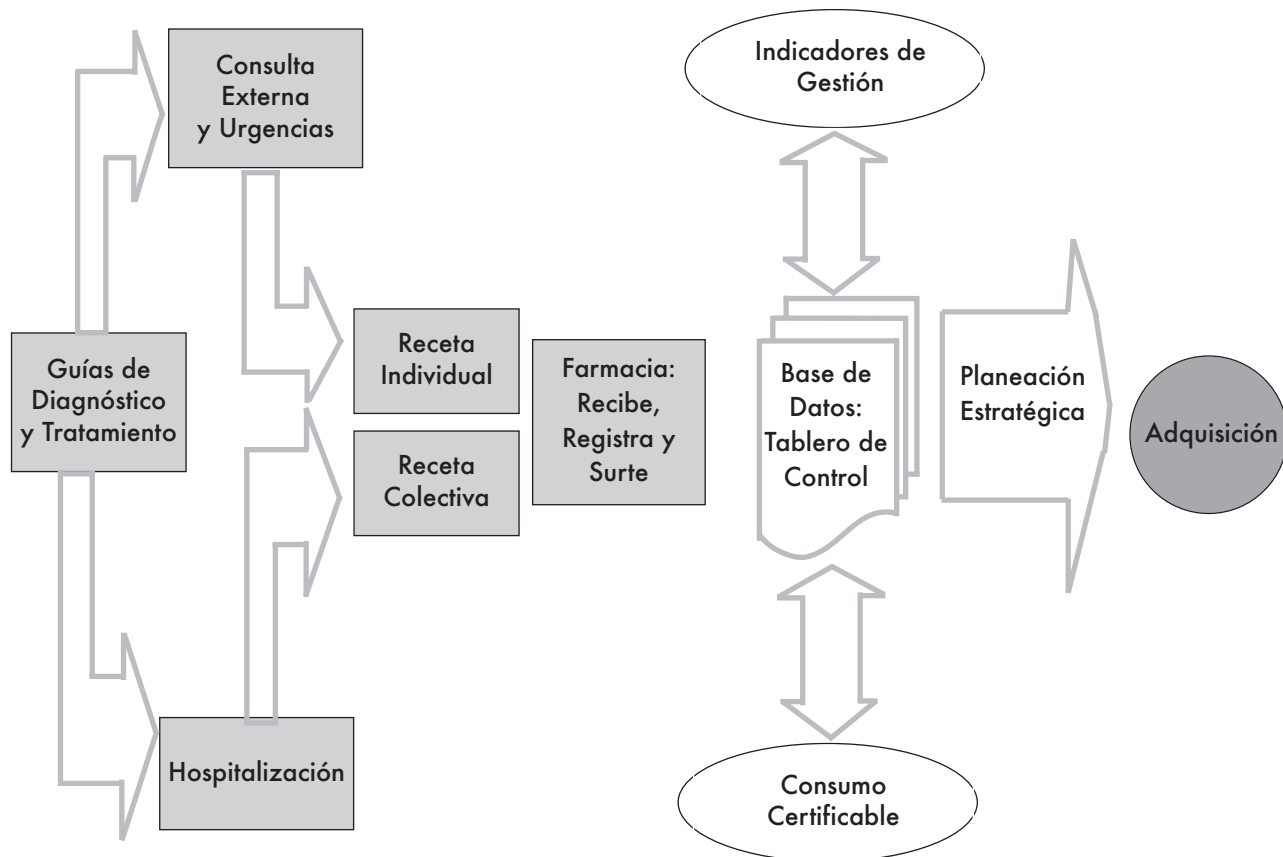 Consulta
Externa
y Urgencias
Indicadores de
Gestión
Guías de
Diagnóstico
y Tratamiento
Receta
Individual
Receta
Colectiva
Farmacia:
Recibe,
Registra y
Surte
Base de
Datos:
Tablero de
Control
Planeación
Estratégica
Adquisición
Hospitalización
Consumo
Certificable